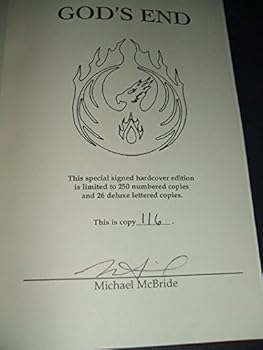 GOD'S END
This special signed hardcover edition
is limited to 250 numbered copies
and 26 deluxe lettered copies.
This is copy 116.
Michael McBride